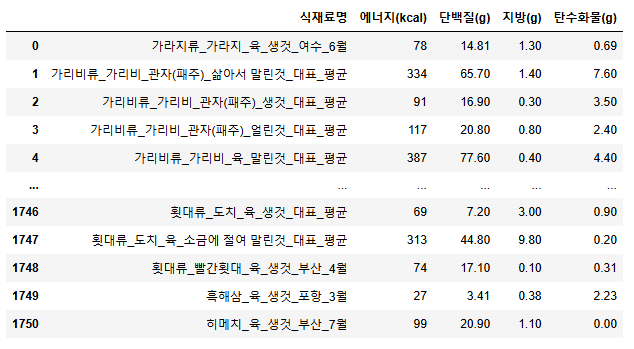 식재료명 에너지(kcal) 단백질(g) 지방(g) 탄수화물(g)
0 가라지류_가라지_육_생것_여수_6월 78 14.81 1.30 0.69
1 가리비류_가리비_관자(패주)_삶아서 말린것_대표_평균 334 65.70 1.40 7.60
2 가리비류_가리비_관자(패주)_생것_대표_평균 91 16.90 0.30 3.50
3 가리비류_가리비_관자(패주)_얼린것_대표_평균 117 20.80 0.80 2.40
4 가리비류_가리비_육_말린것_대표_평균 387 77.60 0.40 4.40
... ... ... ... ... ...
1746 횟대류_도치_육_생것_대표_평균 69 7.20 3.00 0.90
1747 횟대류_도치_육_소금에 절여 말린것_대표_평균 313 44.80 9.80 0.20
1748 횟대류_빨간횟대_육_생것_부산_4월 74 17.10 0.10 0.31
1749 흑해삼_육_생것_포항_3월 27 3.41 0.38 2.23
1750 히메치_육_생것_부산_7월 99 20.90 1.10 0.00